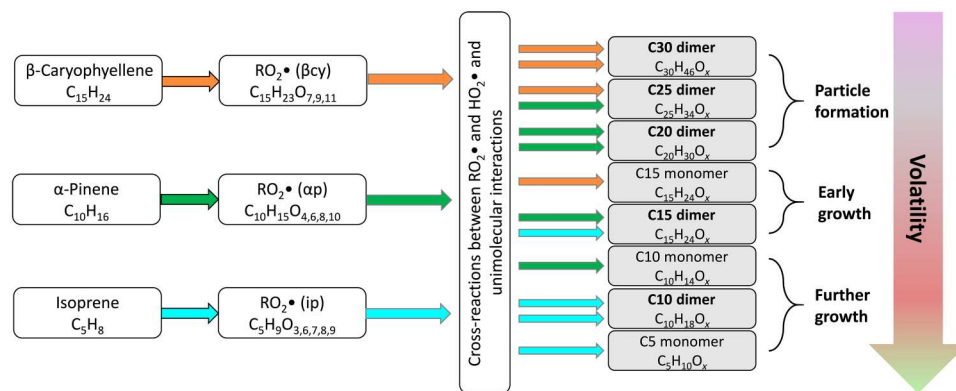 β-Caryophyellene
C₁₅H₂₄
RO₂• (βcy)
C₁₅H₂₃O₇,₉,₁₁
α-Pinene
C₁₀H₁₆
RO₂• (αp)
C₁₀H₁₅O₄,₆,₈,₁₀
Isoprene
C₅H₈
RO₂• (ip)
C₅H₉O₃,₆,₇,₈,₉
Cross-reactions between RO₂• and HO₂• and
unimolecular interactions
C30 dimer
C₃₀H₄₆Oₓ
C25 dimer
C₂₅H₃₄Oₓ
C20 dimer
C₂₀H₃₀Oₓ
C15 monomer
C₁₅H₂₄Oₓ
C15 dimer
C₁₅H₂₄Oₓ
C10 monomer
C₁₀H₁₄Oₓ
C10 dimer
C₁₀H₁₈Oₓ
C5 monomer
C₅H₁₀Oₓ
Particle
formation
Early
growth
Further
growth
Volatility